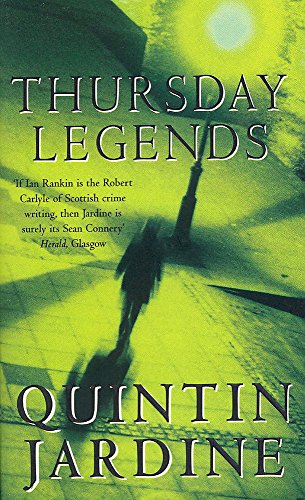 THURSDAY
LEGENDS
'If Ian Rankin is the Robert
Carlyle of Scottish crime
writing, then Jardine is
surely its Sean Connery'
Herald, Glasgow
QUINTIN
JARDINE